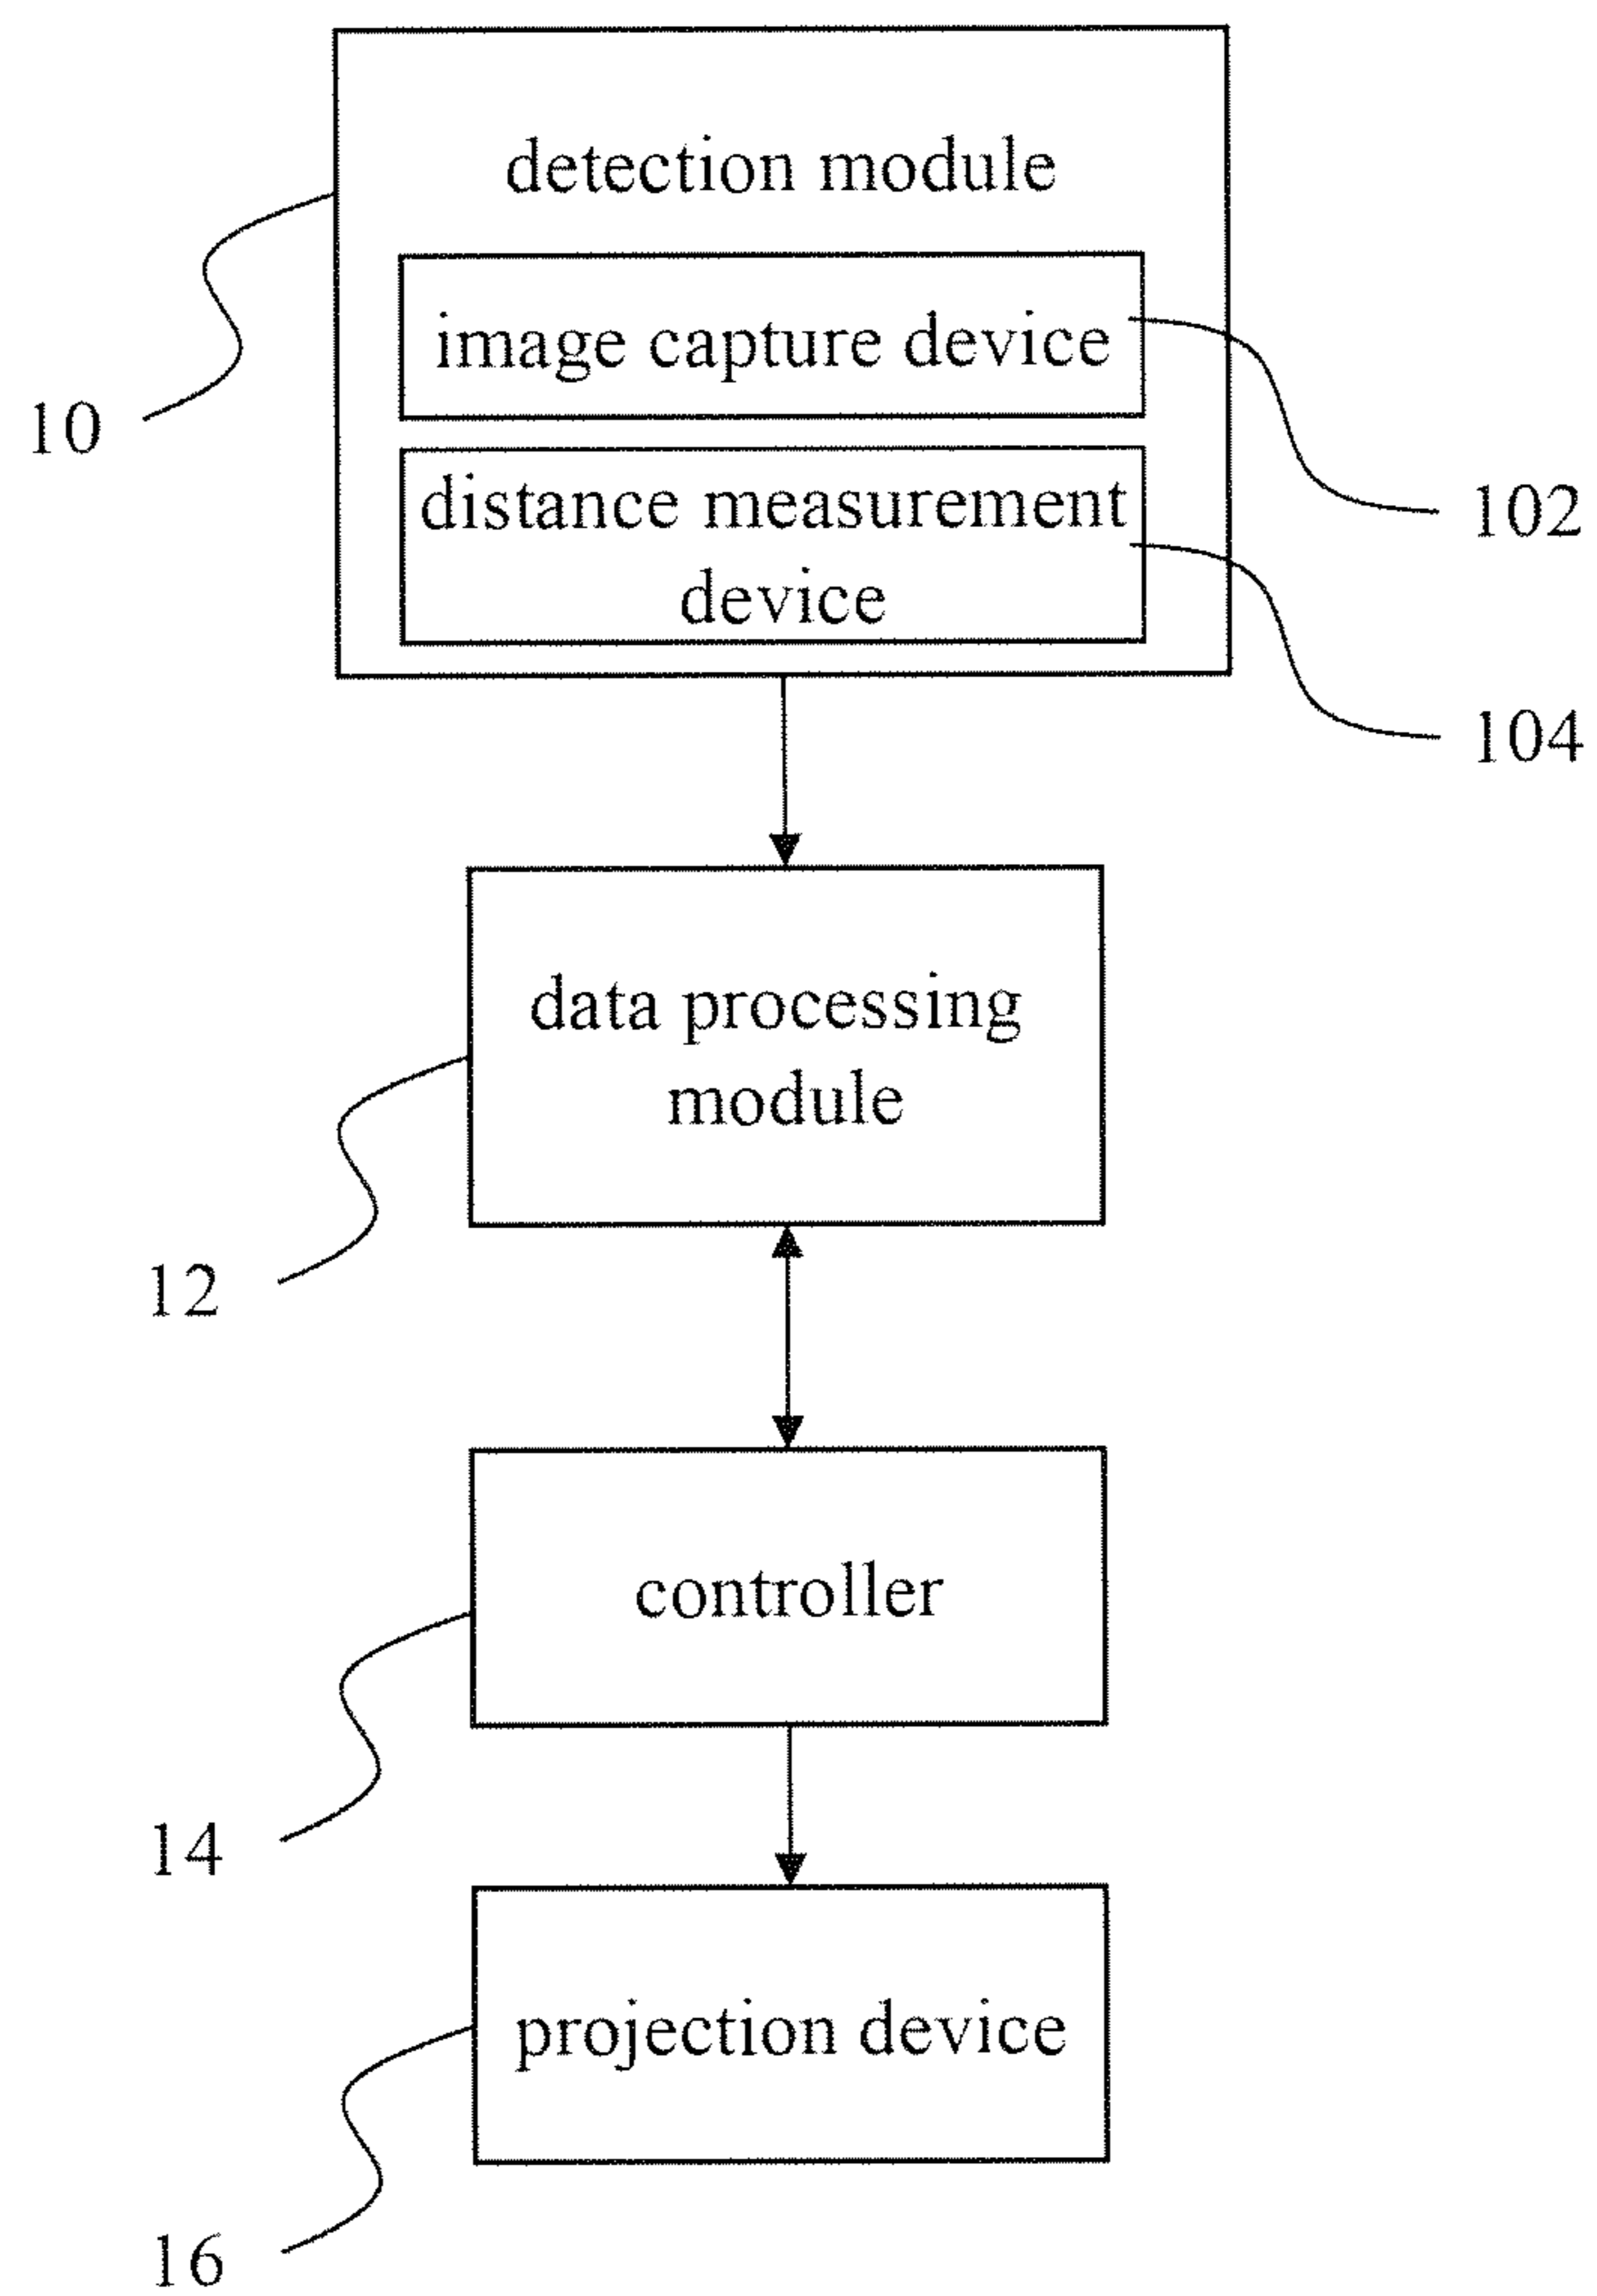 detection module
image capture device
10
distance measurement
device
102
104
data processing
module
12
controller
14
projection device
16